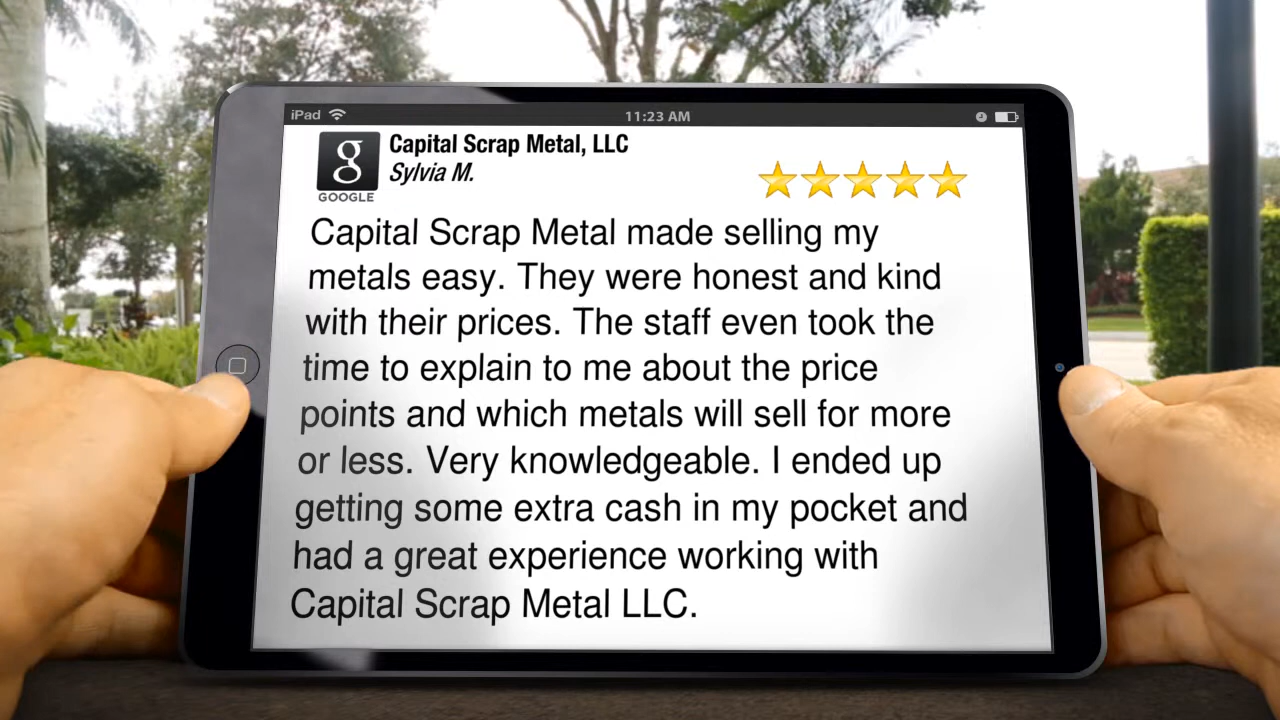 iPad
11:23 AM
g
GOOGLE
Capital Scrap Metal, LLC
Sylvia M.
Capital Scrap Metal made selling my
metals easy. They were honest and kind
with their prices. The staff even took the
time to explain to me about the price
points and which metals will sell for more
or less. Very knowledgeable. I ended up
getting some extra cash in my pocket and
had a great experience working with
Capital Scrap Metal LLC.